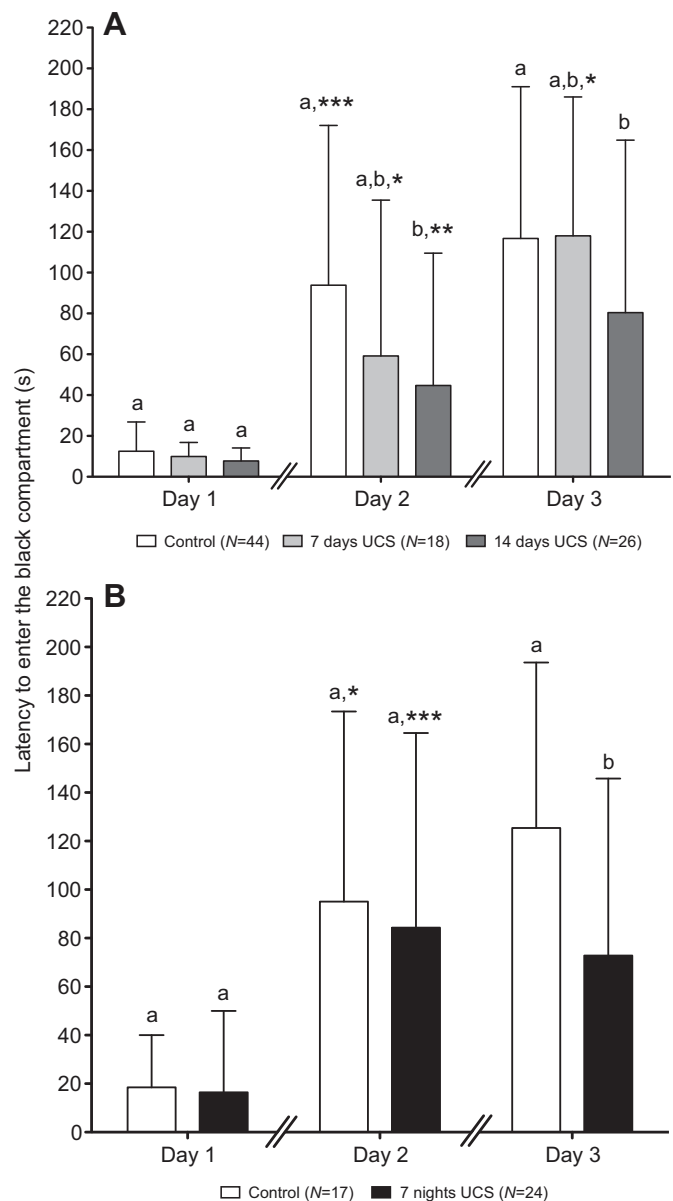 A
Latency to enter the black compartment (s)
220
200
180
160
140
120
100
80
60
40
20
0
a
a
a
a,***
a,b,*
b,**
a
a,b,*
b
Day 1
Day 2
Day 3
Control (N=44)
7 days UCS (N=18)
14 days UCS (N=26)
B
220
200
180
160
140
120
100
80
60
40
20
0
a
a
a,*
a,***
a
b
Day 1
Day 2
Day 3
Control (N=17)
7 nights UCS (N=24)